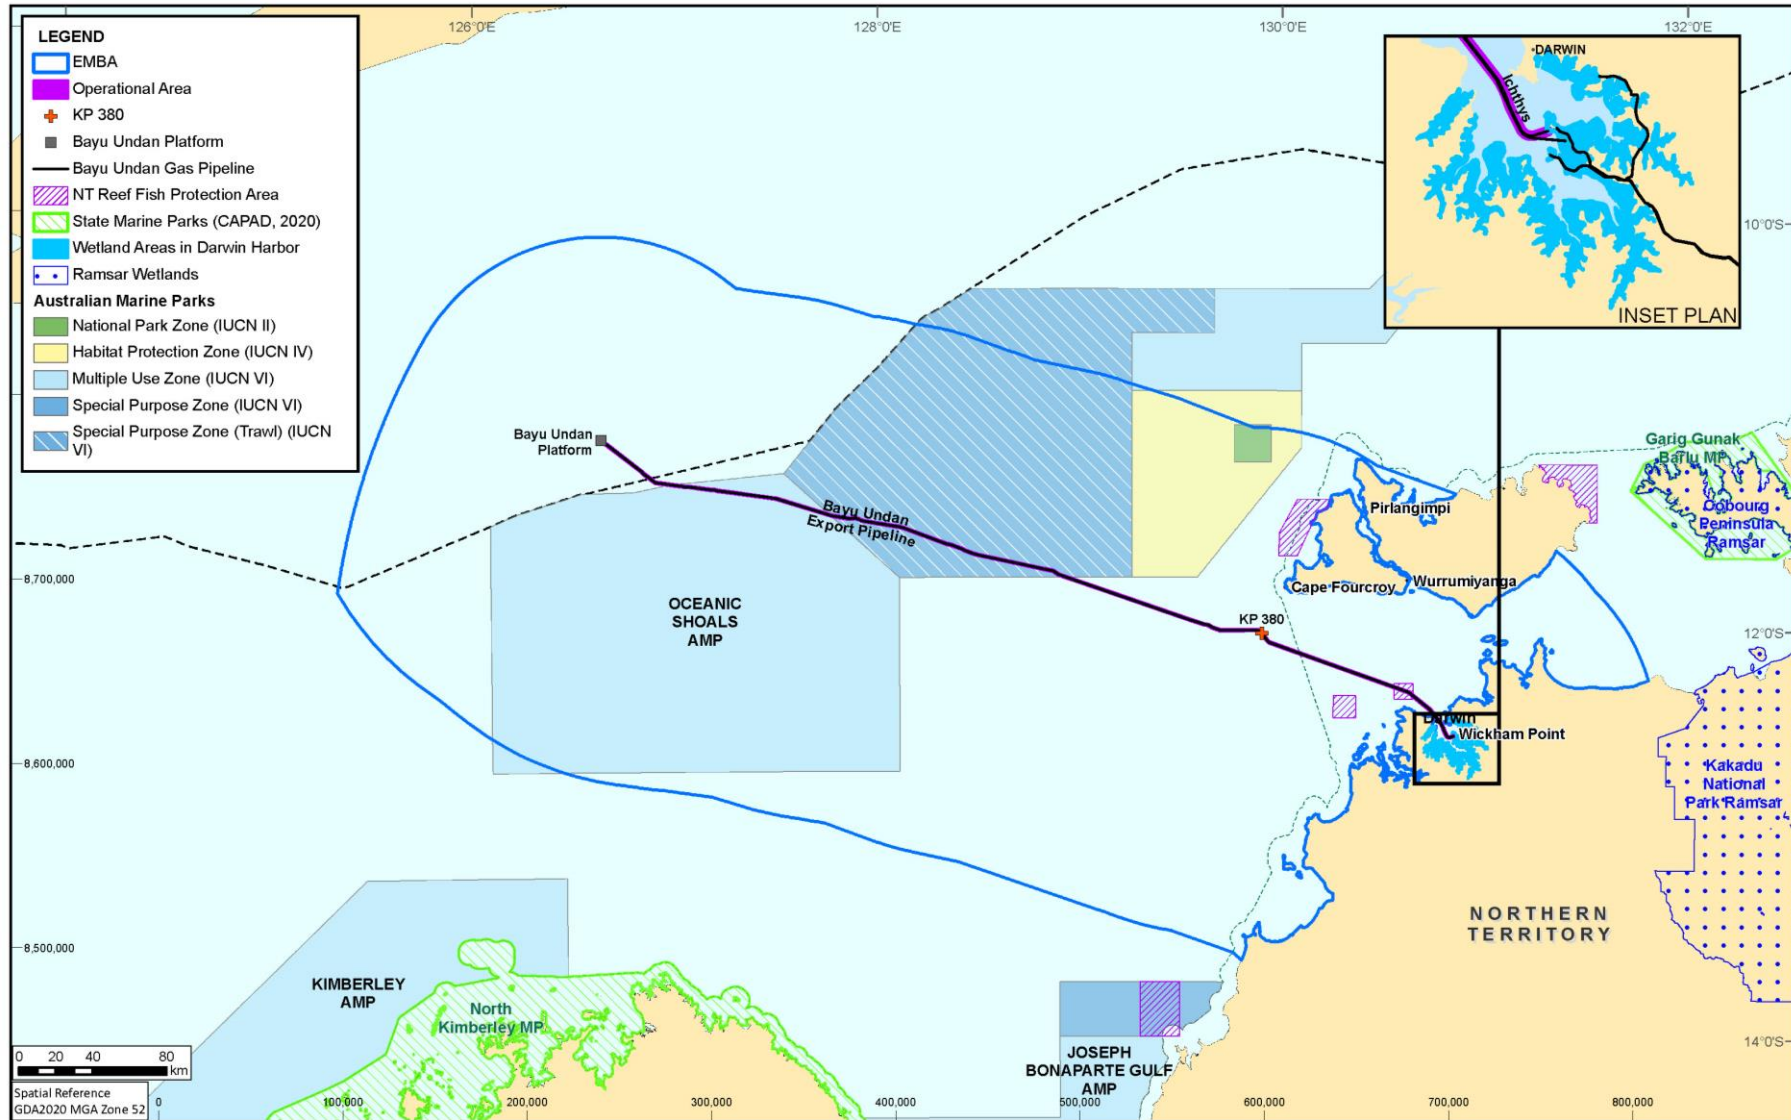 126°0'E
128°0'E
130°0'E
132°0'E
LEGEND
EMBA
Operational Area
KP 380
Bayu Undan Platform
Bayu Undan Gas Pipeline
NT Reef Fish Protection Area
State Marine Parks (CAPAD, 2020)
Wetland Areas in Darwin Harbor
Ramsar Wetlands
Australian Marine Parks
National Park Zone (IUCN II)
Habitat Protection Zone (IUCN IV)
Multiple Use Zone (IUCN VI)
Special Purpose Zone (IUCN VI)
Special Purpose Zone (Trawl) (IUCN
VI)
DARWIN
Ichthys
INSET PLAN
10°0'S
Bayu Undan
Platform
Bayu Undan
Export Pipeline
Garig Gunak
Barlu MP
Cobourg
Peninsula
Ramsar
Pirlangimpi
Cape Fourcroy
Wurrumiyanga
8,700,000
OCEANIC
SHOALS
AMP
KP 380
12°0'S
Darwin
Wickham Point
8,600,000
Kakadu
National
Park Ramsar
NORTHERN
TERRITORY
8,500,000
KIMBERLEY
AMP
North
Kimberley MP
JOSEPH
BONAPARTE GULF
AMP
14°0'S
0 20 40 80
km
Spatial Reference
GDA2020 MGA Zone 52
0
100,000
200,000
300,000
400,000
500,000
600,000
700,000
800,000